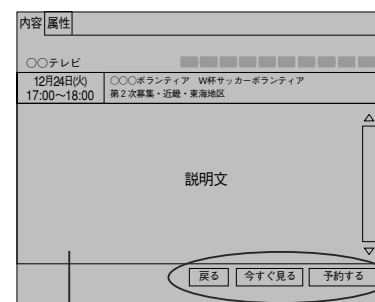 内容 属性
○○テレビ
12月24日(火) ○○○ボランティア W杯サッカーボランティア
17:00～18:00 第2次募集・近畿・東海地区
説明文
戻る 今すぐ見る 予約する